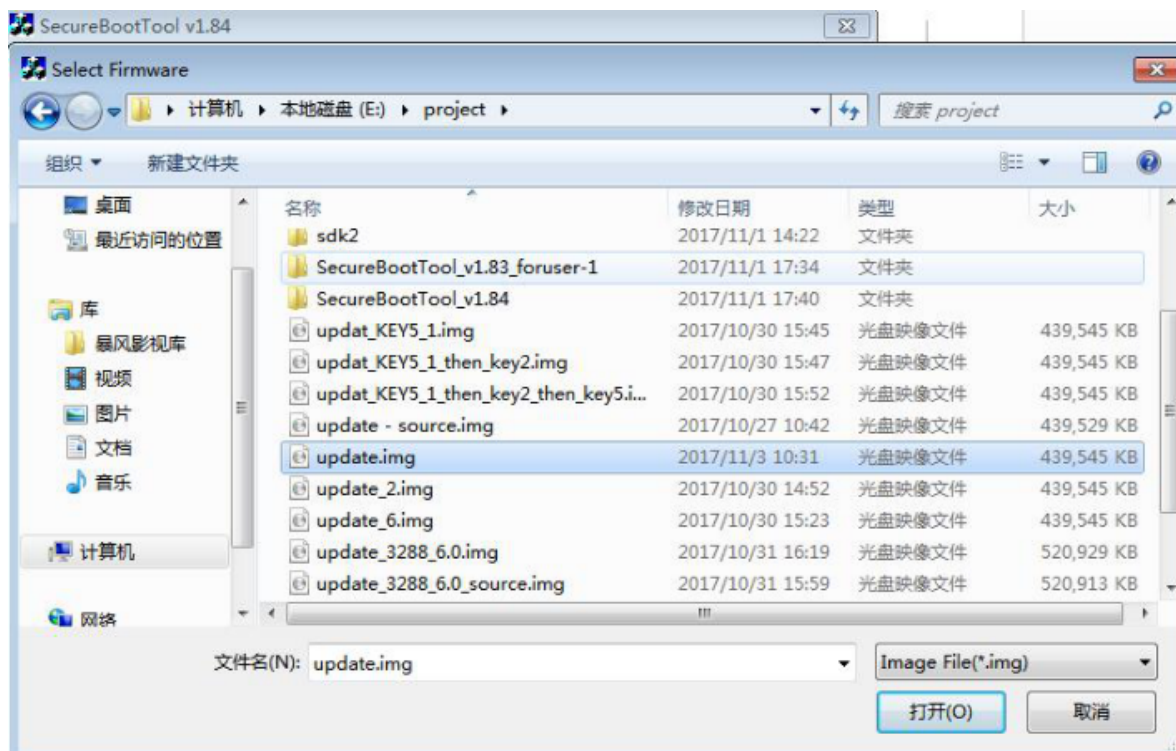 SecureBootTool v1.84
Select Firmware
计算机 本地磁盘 (E:) project
搜索 project
组织 新建文件夹
名称 修改日期 类型 大小
桌面
最近访问的位置
库
暴风影视库
视频
图片
文档
音乐
计算机
网络
sdk2 2017/11/1 14:22 文件夹
SecureBootTool_v1.83_foruser-1 2017/11/1 17:34 文件夹
SecureBootTool_v1.84 2017/11/1 17:40 文件夹
updat_KEY5_1.img 2017/10/30 15:45 光盘映像文件 439,545 KB
updat_KEY5_1_then_key2.img 2017/10/30 15:47 光盘映像文件 439,545 KB
updat_KEY5_1_then_key2_then_key5.i... 2017/10/30 15:52 光盘映像文件 439,545 KB
update - source.img 2017/10/27 10:42 光盘映像文件 439,529 KB
update.img 2017/11/3 10:31 光盘映像文件 439,545 KB
update_2.img 2017/10/30 14:52 光盘映像文件 439,545 KB
update_6.img 2017/10/30 15:23 光盘映像文件 439,545 KB
update_3288_6.0.img 2017/10/31 16:19 光盘映像文件 520,929 KB
update_3288_6.0_source.img 2017/10/31 15:59 光盘映像文件 520,913 KB
文件名(N): update.img
Image File(*.img)
打开(O) 取消